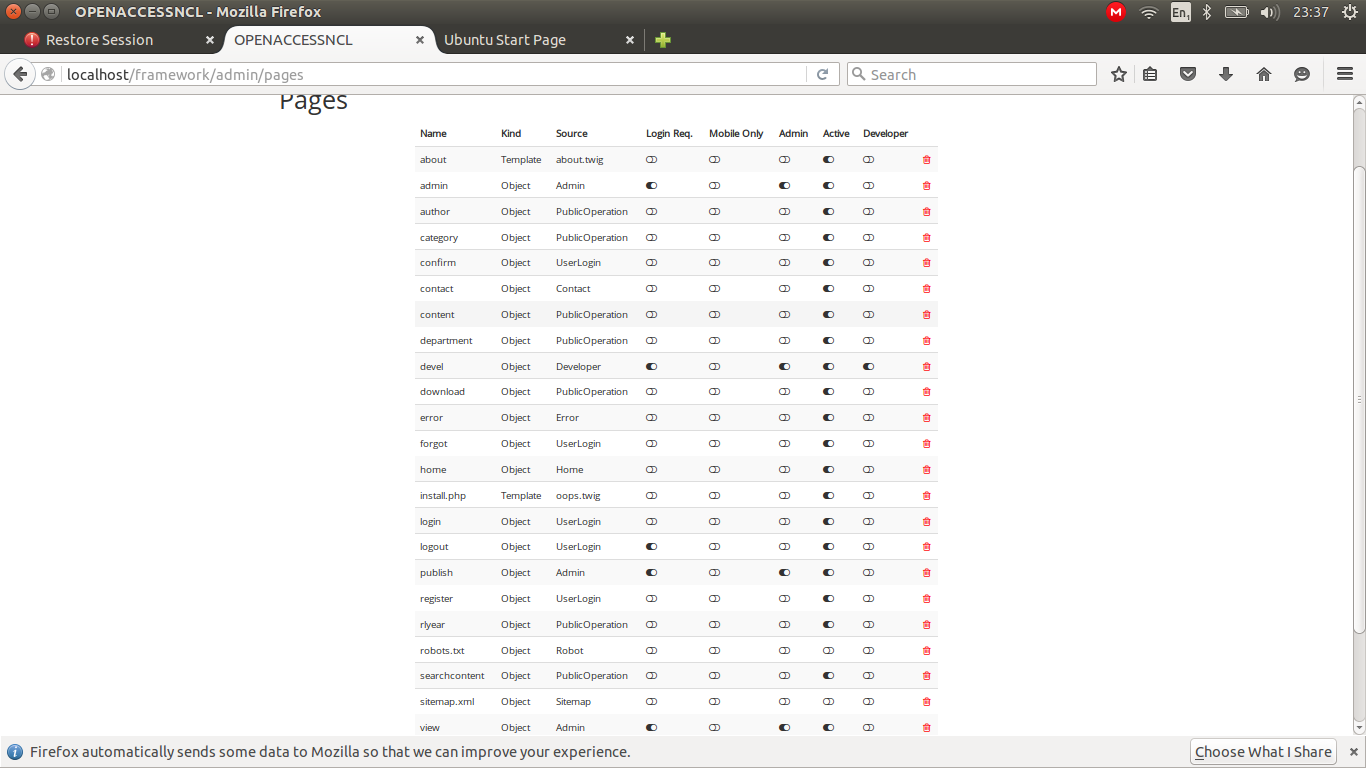 OPENACCESSNCL - Mozilla Firefox M En1 23:37
Restore Session OPENACCESSNCL Ubuntu Start Page
localhost/framework/admin/pages Search
Pages
Name Kind Source Login Req. Mobile Only Admin Active Developer
about Template about.twig
admin Object Admin
author Object PublicOperation
category Object PublicOperation
confirm Object UserLogin
contact Object Contact
content Object PublicOperation
department Object PublicOperation
devel Object Developer
download Object PublicOperation
error Object Error
forgot Object UserLogin
home Object Home
install.php Template oops.twig
login Object UserLogin
logout Object UserLogin
publish Object Admin
register Object UserLogin
rlyear Object PublicOperation
robots.txt Object Robot
searchcontent Object PublicOperation
sitemap.xml Object Sitemap
view Object Admin
Firefox automatically sends some data to Mozilla so that we can improve your experience. Choose What I Share